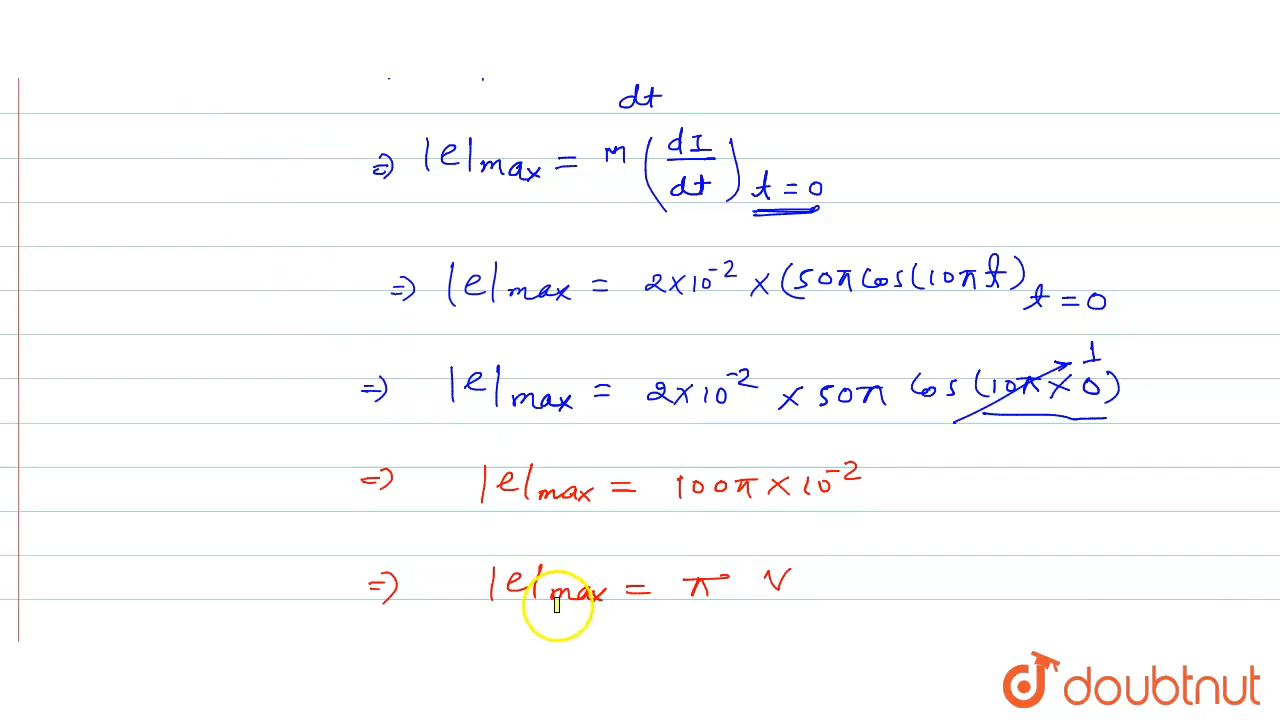 dt
⇒ |e|max = M (dI/dt) t = 0
⇒ |e|max = 2×10⁻² × (50π cos(10πt) t = 0
⇒ |e|max = 2×10⁻² × 50π cos(10π×0) 1
⇒ |e|max = 100π × 10⁻²
⇒ |e|max = π V
doubtnut